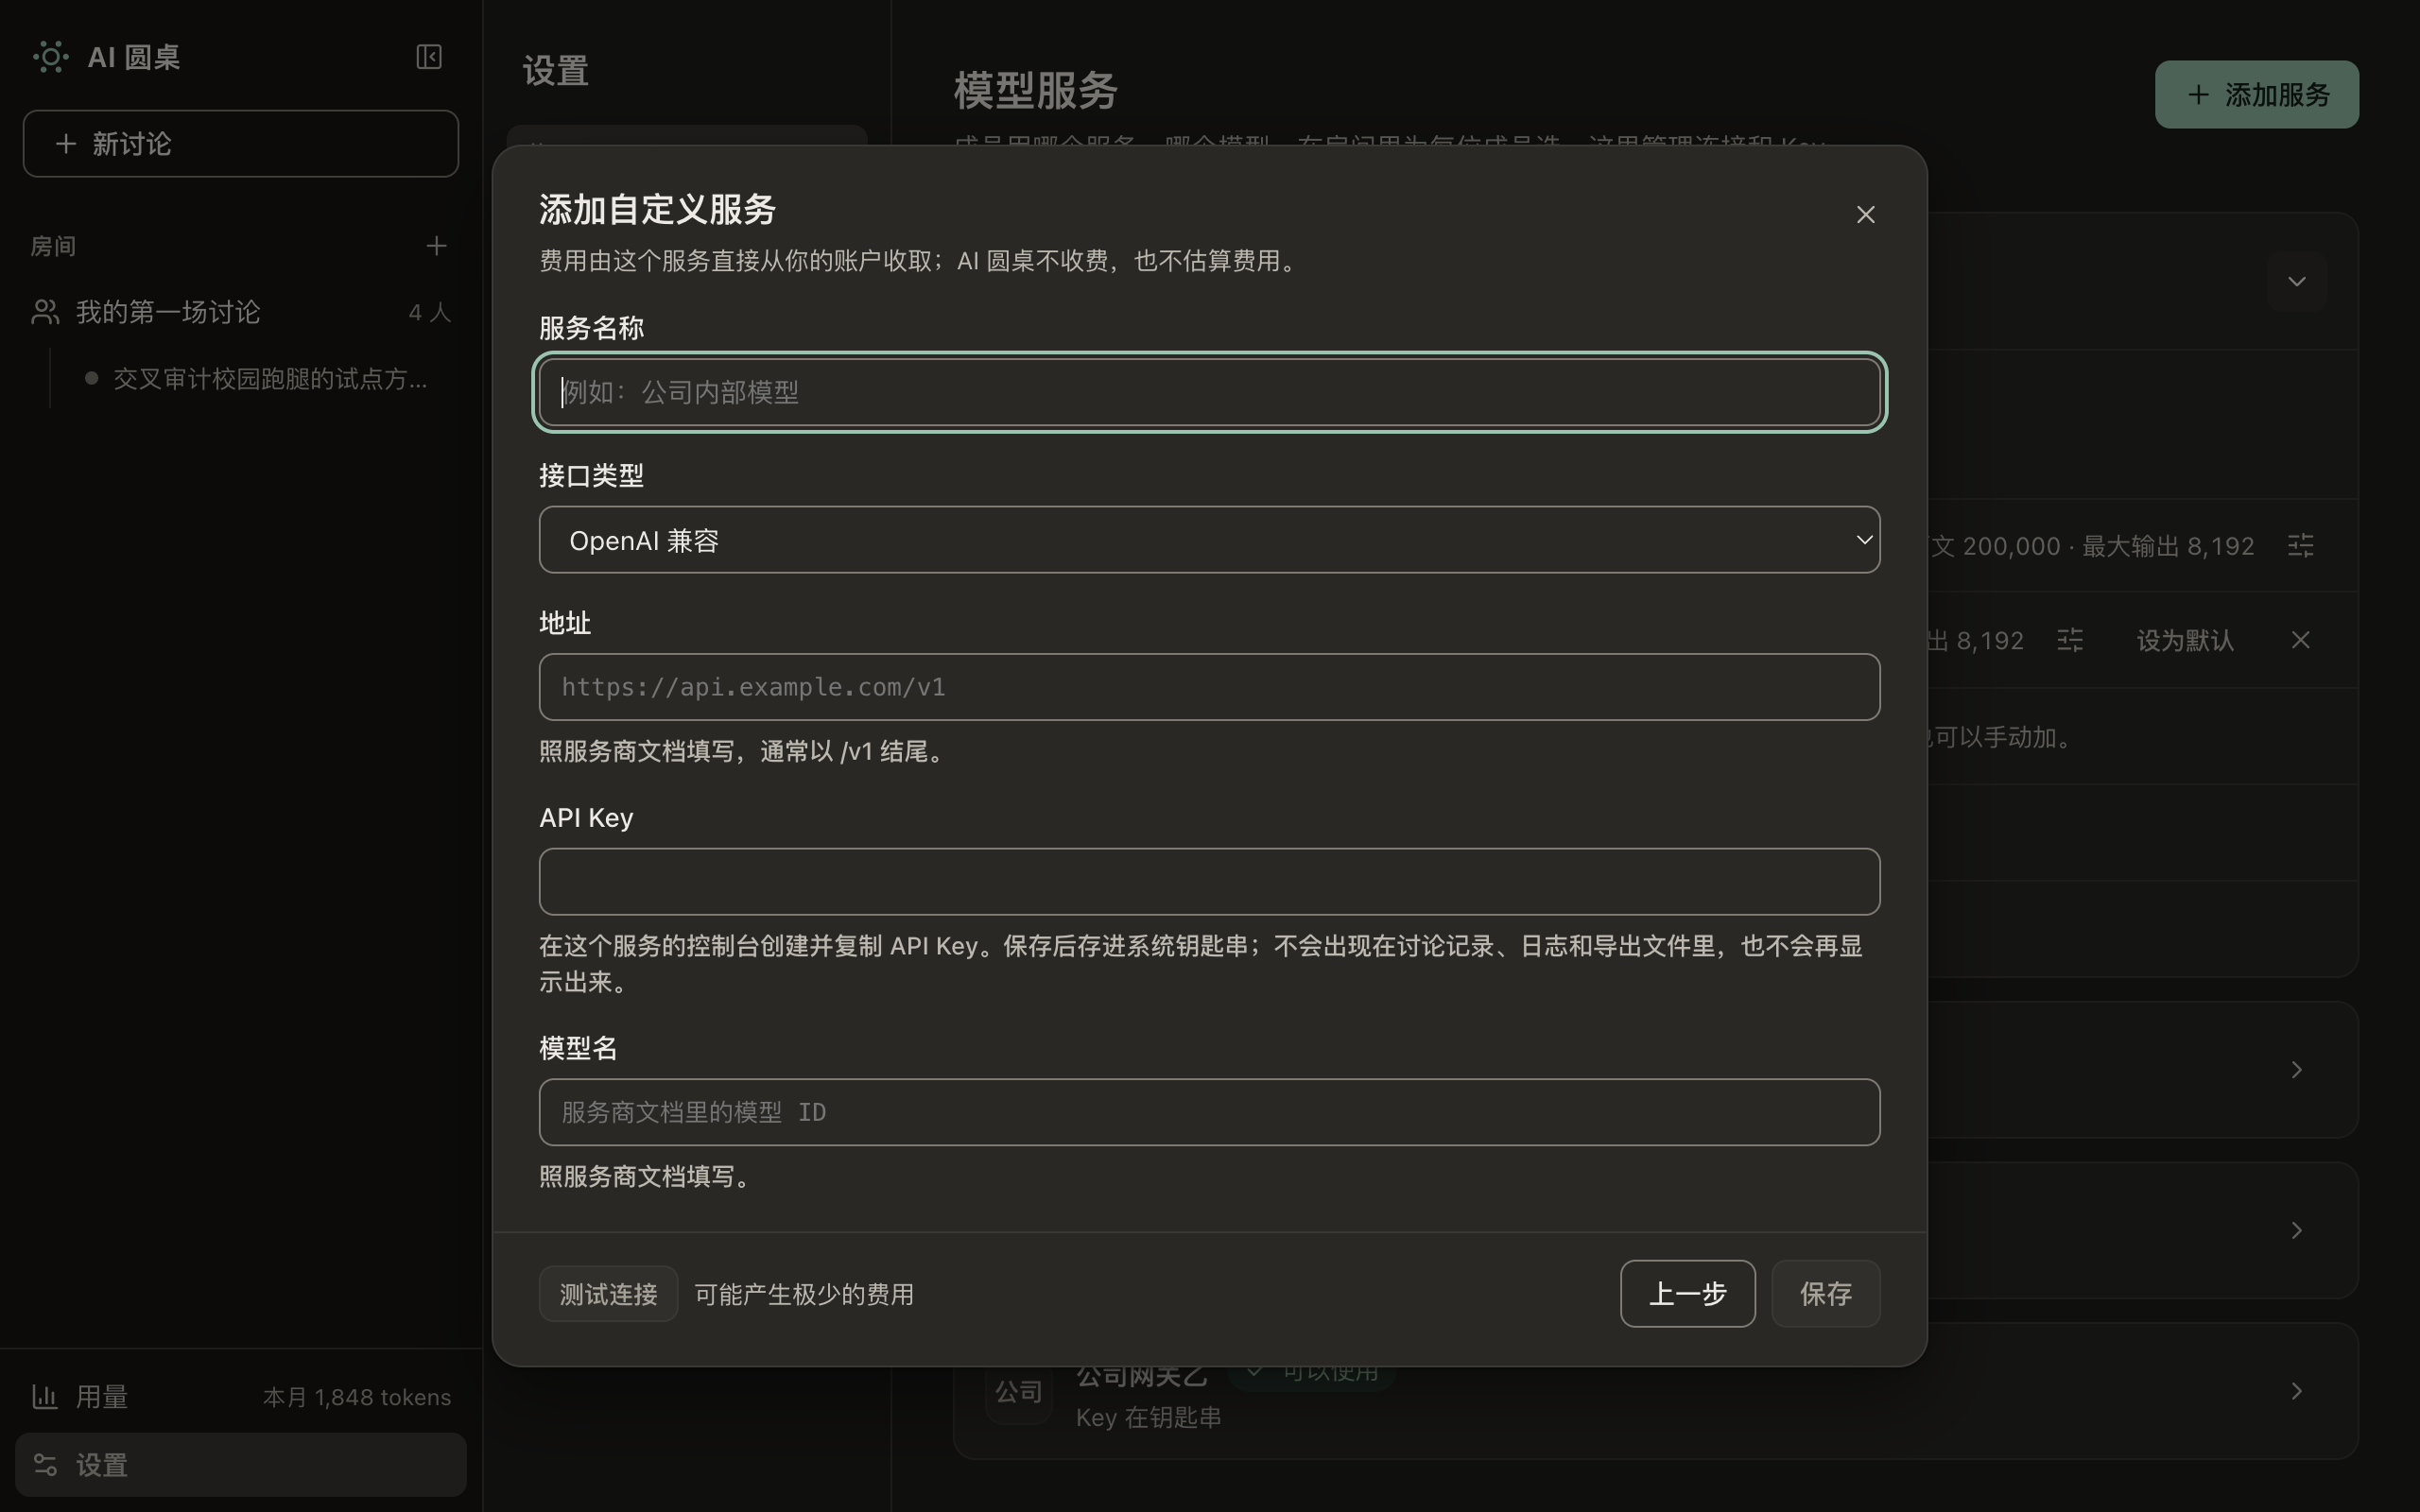 AI 圆桌
新讨论
房间
我的第一场讨论
4 人
交叉审计校园跑腿的试点方...
用量
本月 1,848 tokens
设置
设置
模型服务
添加服务
添加自定义服务
费用由这个服务直接从你的账户收取；AI 圆桌不收费，也不估算费用。
服务名称
例如：公司内部模型
接口类型
OpenAI 兼容
地址
https://api.example.com/v1
照服务商文档填写，通常以 /v1 结尾。
API Key
在这个服务的控制台创建并复制 API Key。保存后存进系统钥匙串；不会出现在讨论记录、日志和导出文件里，也不会再显
示出来。
模型名
服务商文档里的模型 ID
照服务商文档填写。
测试连接
可能产生极少的费用
上一步
保存
文 200,000 · 最大输出 8,192
出 8,192
设为默认
可以手动加。
公司
公司网关乙
可以使用
Key 在钥匙串